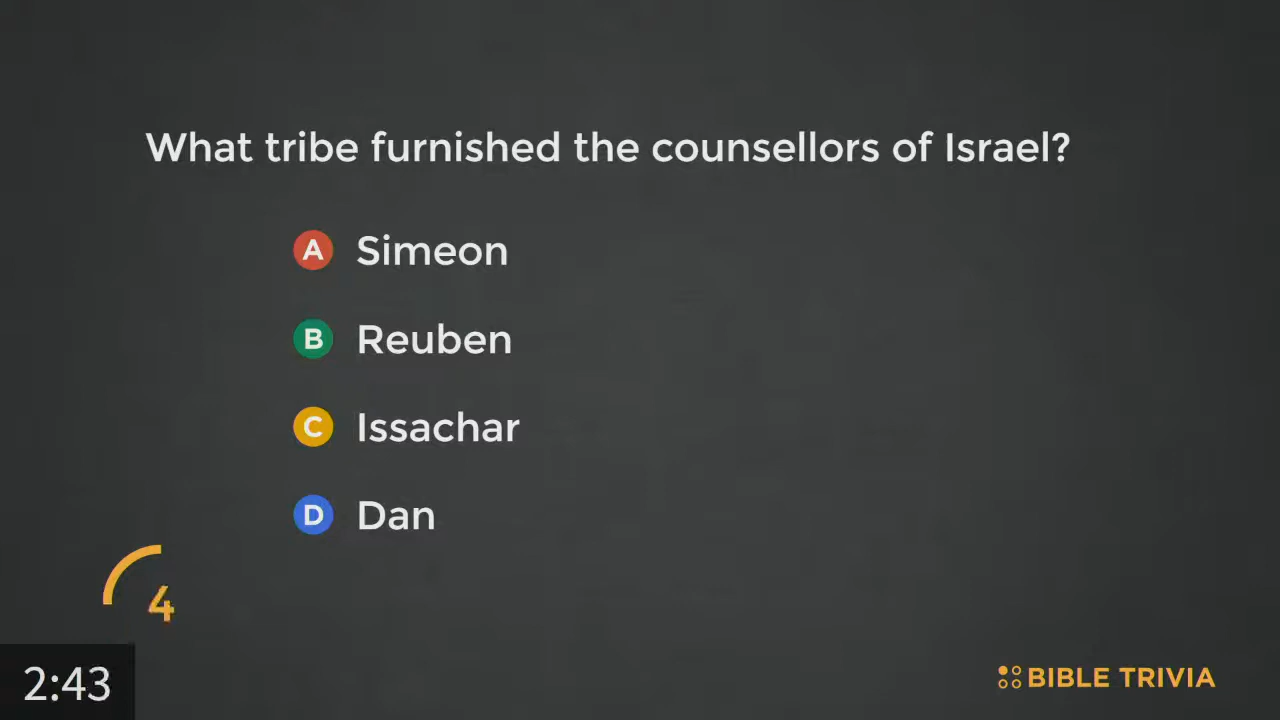 What tribe furnished the counsellors of Israel?
A Simeon
B Reuben
C Issachar
D Dan
4
2:43
BIBLE TRIVIA